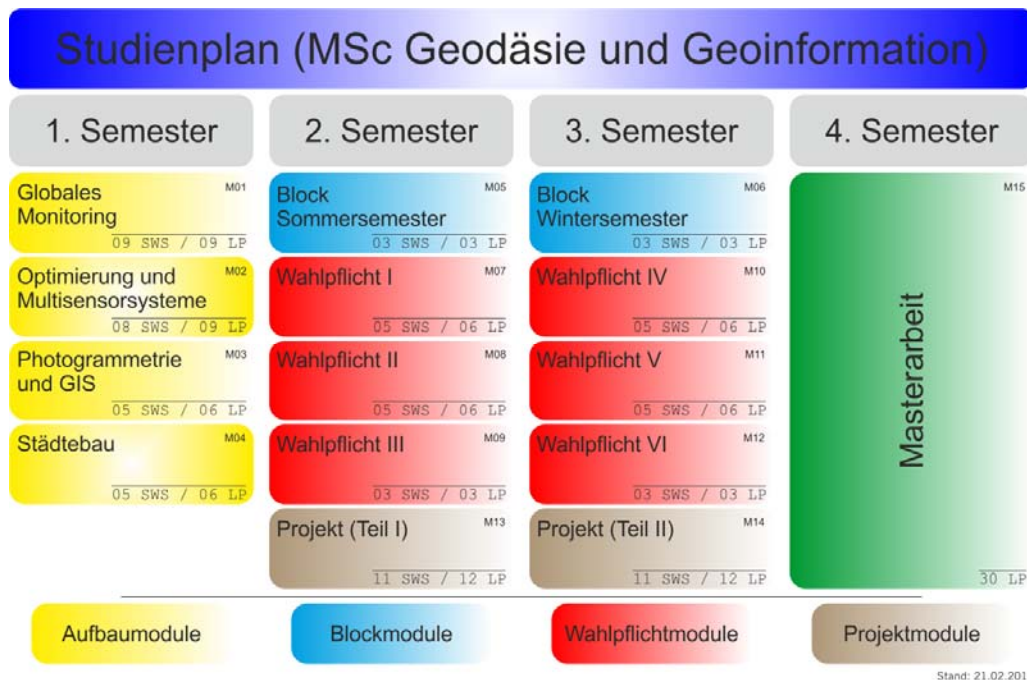 Studienplan (MSc Geodäsie und Geoinformation)
1. Semester
2. Semester
3. Semester
4. Semester
Globales
Monitoring
M01
09 SWS / 09 LP
Optimierung und
Multisensorsysteme
M02
08 SWS / 09 LP
Photogrammetrie
und GIS
M03
05 SWS / 06 LP
Städtebau
M04
05 SWS / 06 LP
Block
Sommersemester
M05
03 SWS / 03 LP
Wahlpflicht I
M07
05 SWS / 06 LP
Wahlpflicht II
M08
05 SWS / 06 LP
Wahlpflicht III
M09
03 SWS / 03 LP
Projekt (Teil I)
M13
11 SWS / 12 LP
Block
Wintersemester
M06
03 SWS / 03 LP
Wahlpflicht IV
M10
05 SWS / 06 LP
Wahlpflicht V
M11
05 SWS / 06 LP
Wahlpflicht VI
M12
03 SWS / 03 LP
Projekt (Teil II)
M14
11 SWS / 12 LP
M15
Masterarbeit
30 LP
Aufbaumodule
Blockmodule
Wahlpflichtmodule
Projektmodule
Stand: 21.02.201